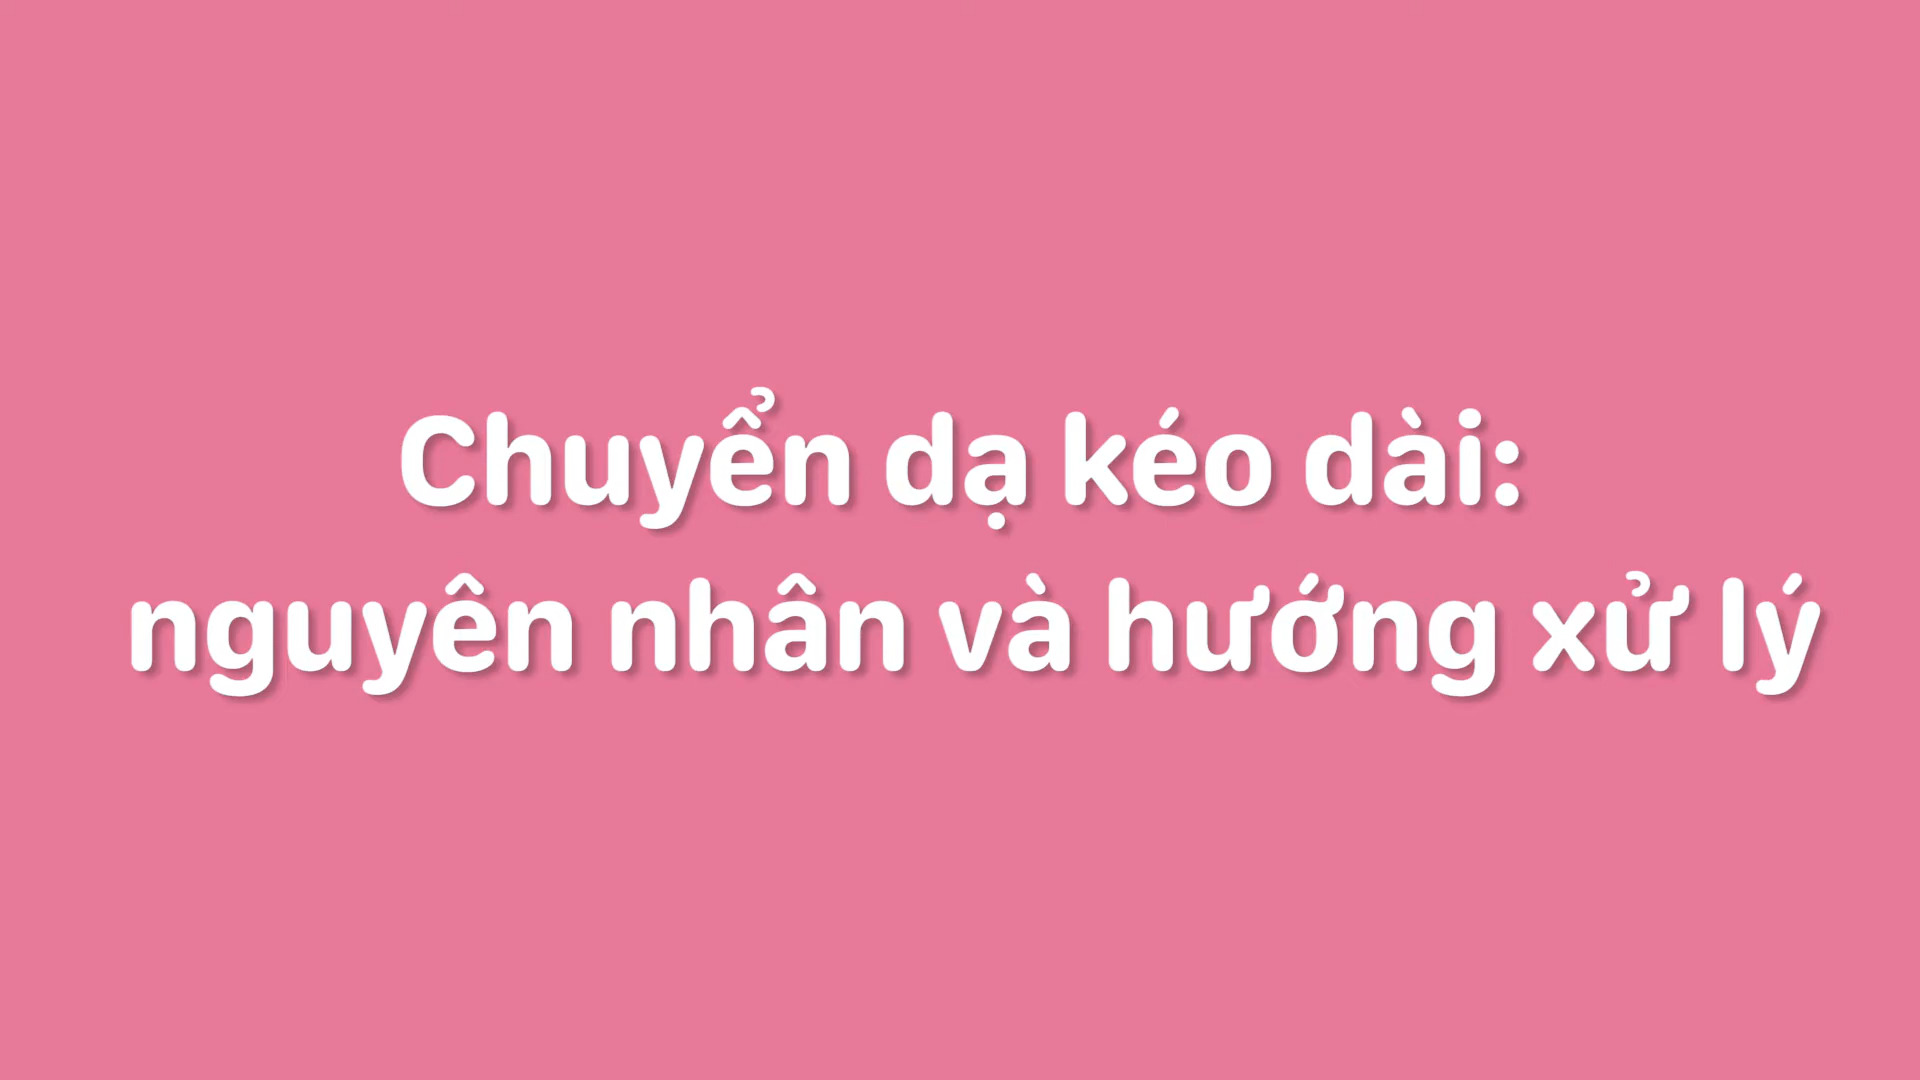 Chuyển dạ kéo dài:
nguyên nhân và hướng xử lý